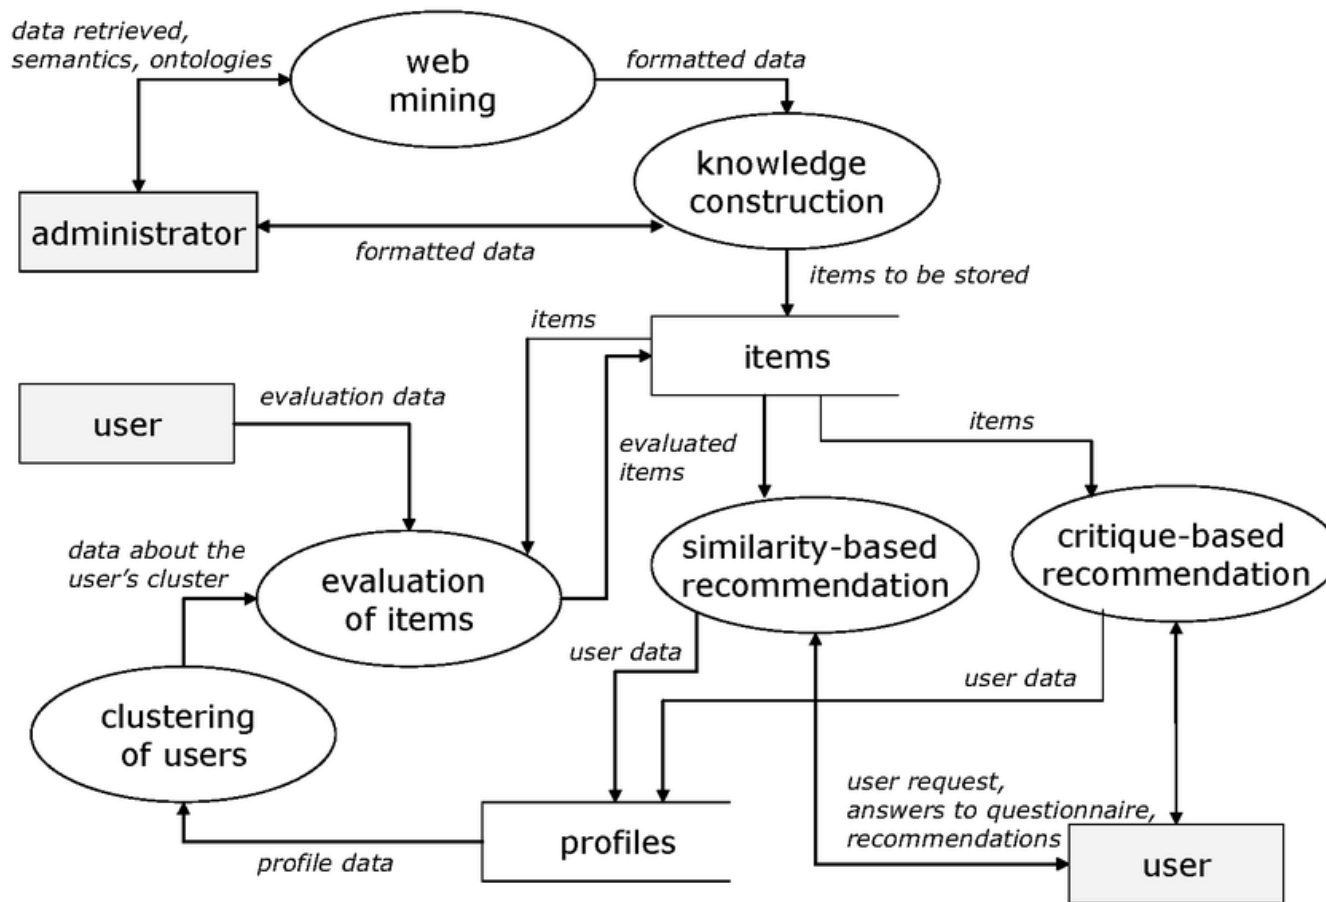 data retrieved,
semantics, ontologies
web
mining
formatted data
knowledge
construction
administrator
formatted data
items to be stored
items
items
user
evaluation data
evaluated
items
items
data about the
user's cluster
evaluation
of items
similarity-based
recommendation
critique-based
recommendation
user data
user data
clustering
of users
user request,
answers to questionnaire,
recommendations
profiles
profile data
user